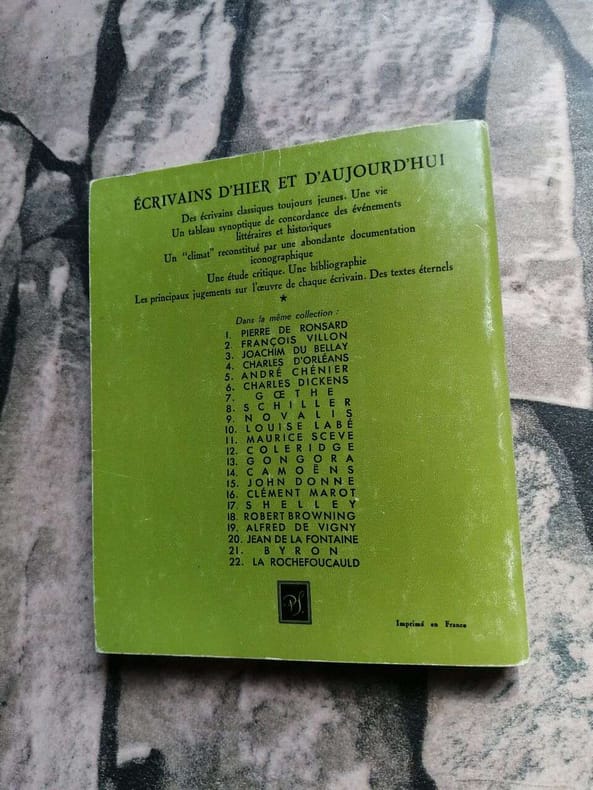 ÉCRIVAINS D'HIER ET D'AUJOURD'HUI
Des écrivains classiques toujours jeunes. Une vie
Un tableau synoptique de concordance des événements
littéraires et historiques
Un "climat" reconstitué par une abondante documentation
iconographique
Une étude critique. Une bibliographie
Les principaux jugements sur l'œuvre de chaque écrivain. Des textes éternels
★
Dans la même collection :
1. PIERRE DE RONSARD
2. FRANÇOIS VILLON
3. JOACHIM DU BELLAY
4. CHARLES D'ORLÉANS
5. ANDRÉ CHÉNIER
6. CHARLES DICKENS
7. GŒTHE
8. SCHILLER
9. NOVALIS
10. LOUISE LABÉ
11. MAURICE SCEVE
12. COLERIDGE
13. GONGORA
14. CAMOËNS
15. JOHN DONNE
16. CLÉMENT MAROT
17. SHELLEY
18. ROBERT BROWNING
19. ALFRED DE VIGNY
20. JEAN DE LA FONTAINE
21. BYRON
22. LA ROCHEFOUCAULD
PS
Imprimé en France